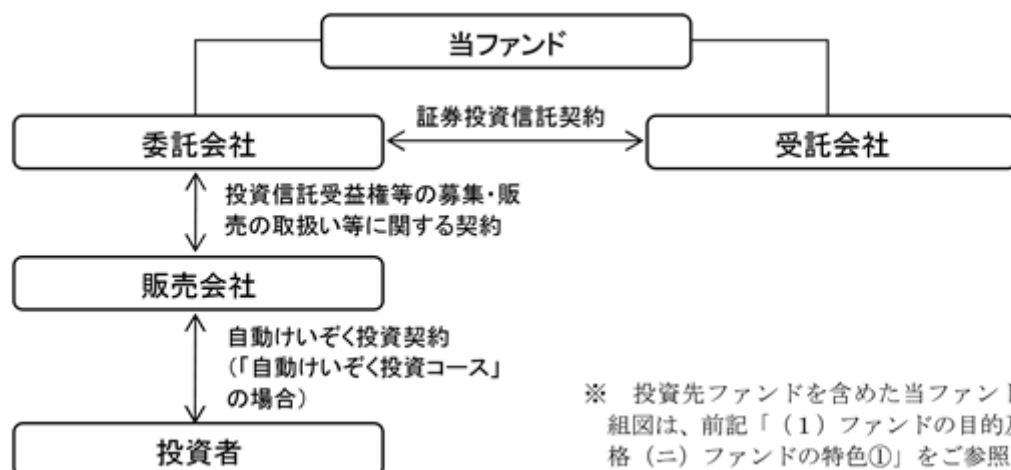 当ファンド
委託会社
証券投資信託契約
受託会社
投資信託受益権等の募集・販
売の取扱い等に関する契約
販売会社
自動けいぞく投資契約
(「自動けいぞく投資コース」
の場合)
投資者
※ 投資先ファンドを含めた当ファンド
組図は、前記「(1)ファンドの目的及
格(ニ)ファンドの特色①」をご参照